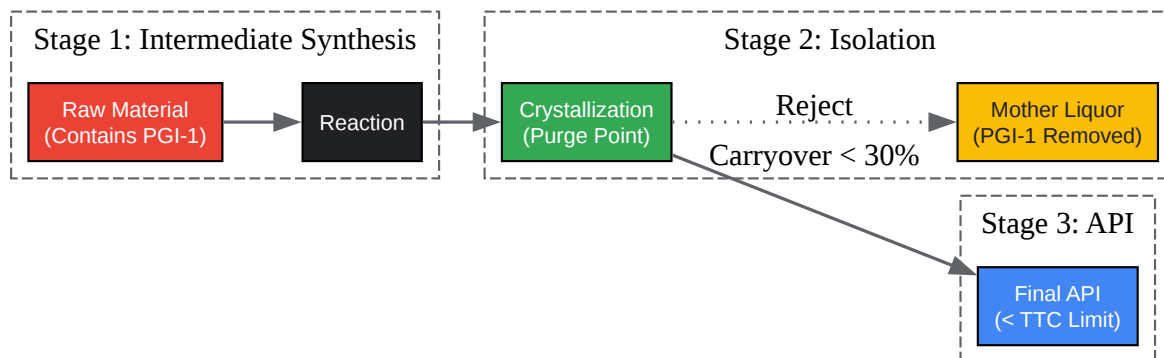 Stage 1: Intermediate Synthesis
Raw Material
(Contains PGI-1)
Reaction
Stage 2: Isolation
Crystallization
(Purge Point)
Reject
Carryover < 30%
Mother Liquor
(PGI-1 Removed)
Stage 3: API
Final API
(< TTC Limit)